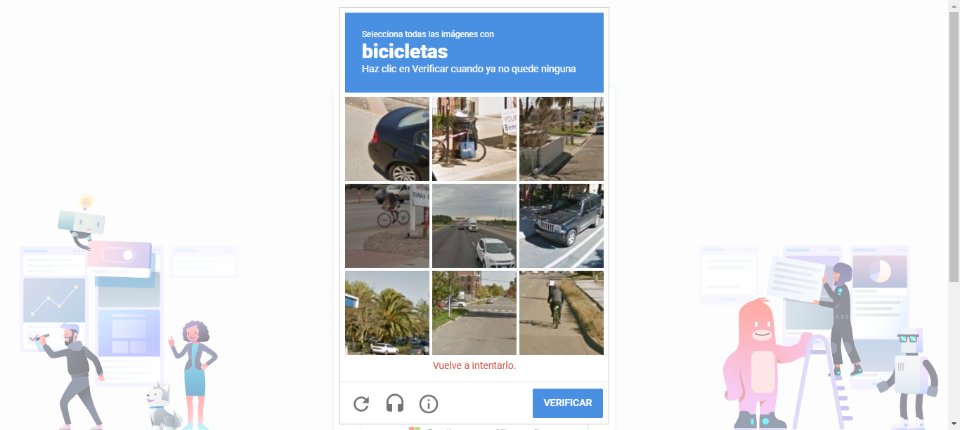 Selecciona todas las imágenes con
bicicletas
Haz clic en Verificar cuando ya no quede ninguna
Vuelve a intentarlo.
VERIFICAR